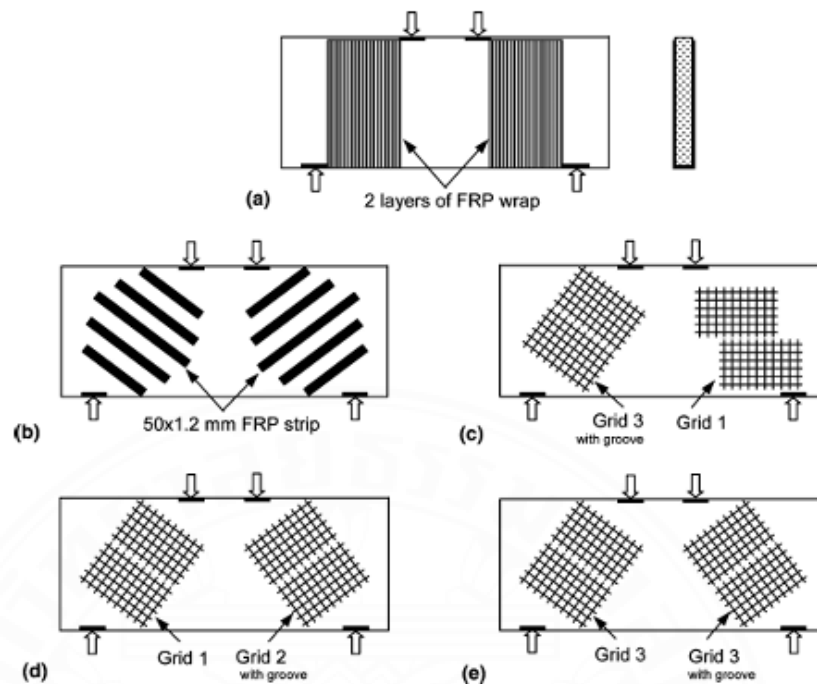 (a)
2 layers of FRP wrap
(b)
50x1.2 mm FRP strip
(c)
Grid 3
with groove
Grid 1
(d)
Grid 1
Grid 2
with groove
(e)
Grid 3
Grid 3
with groove